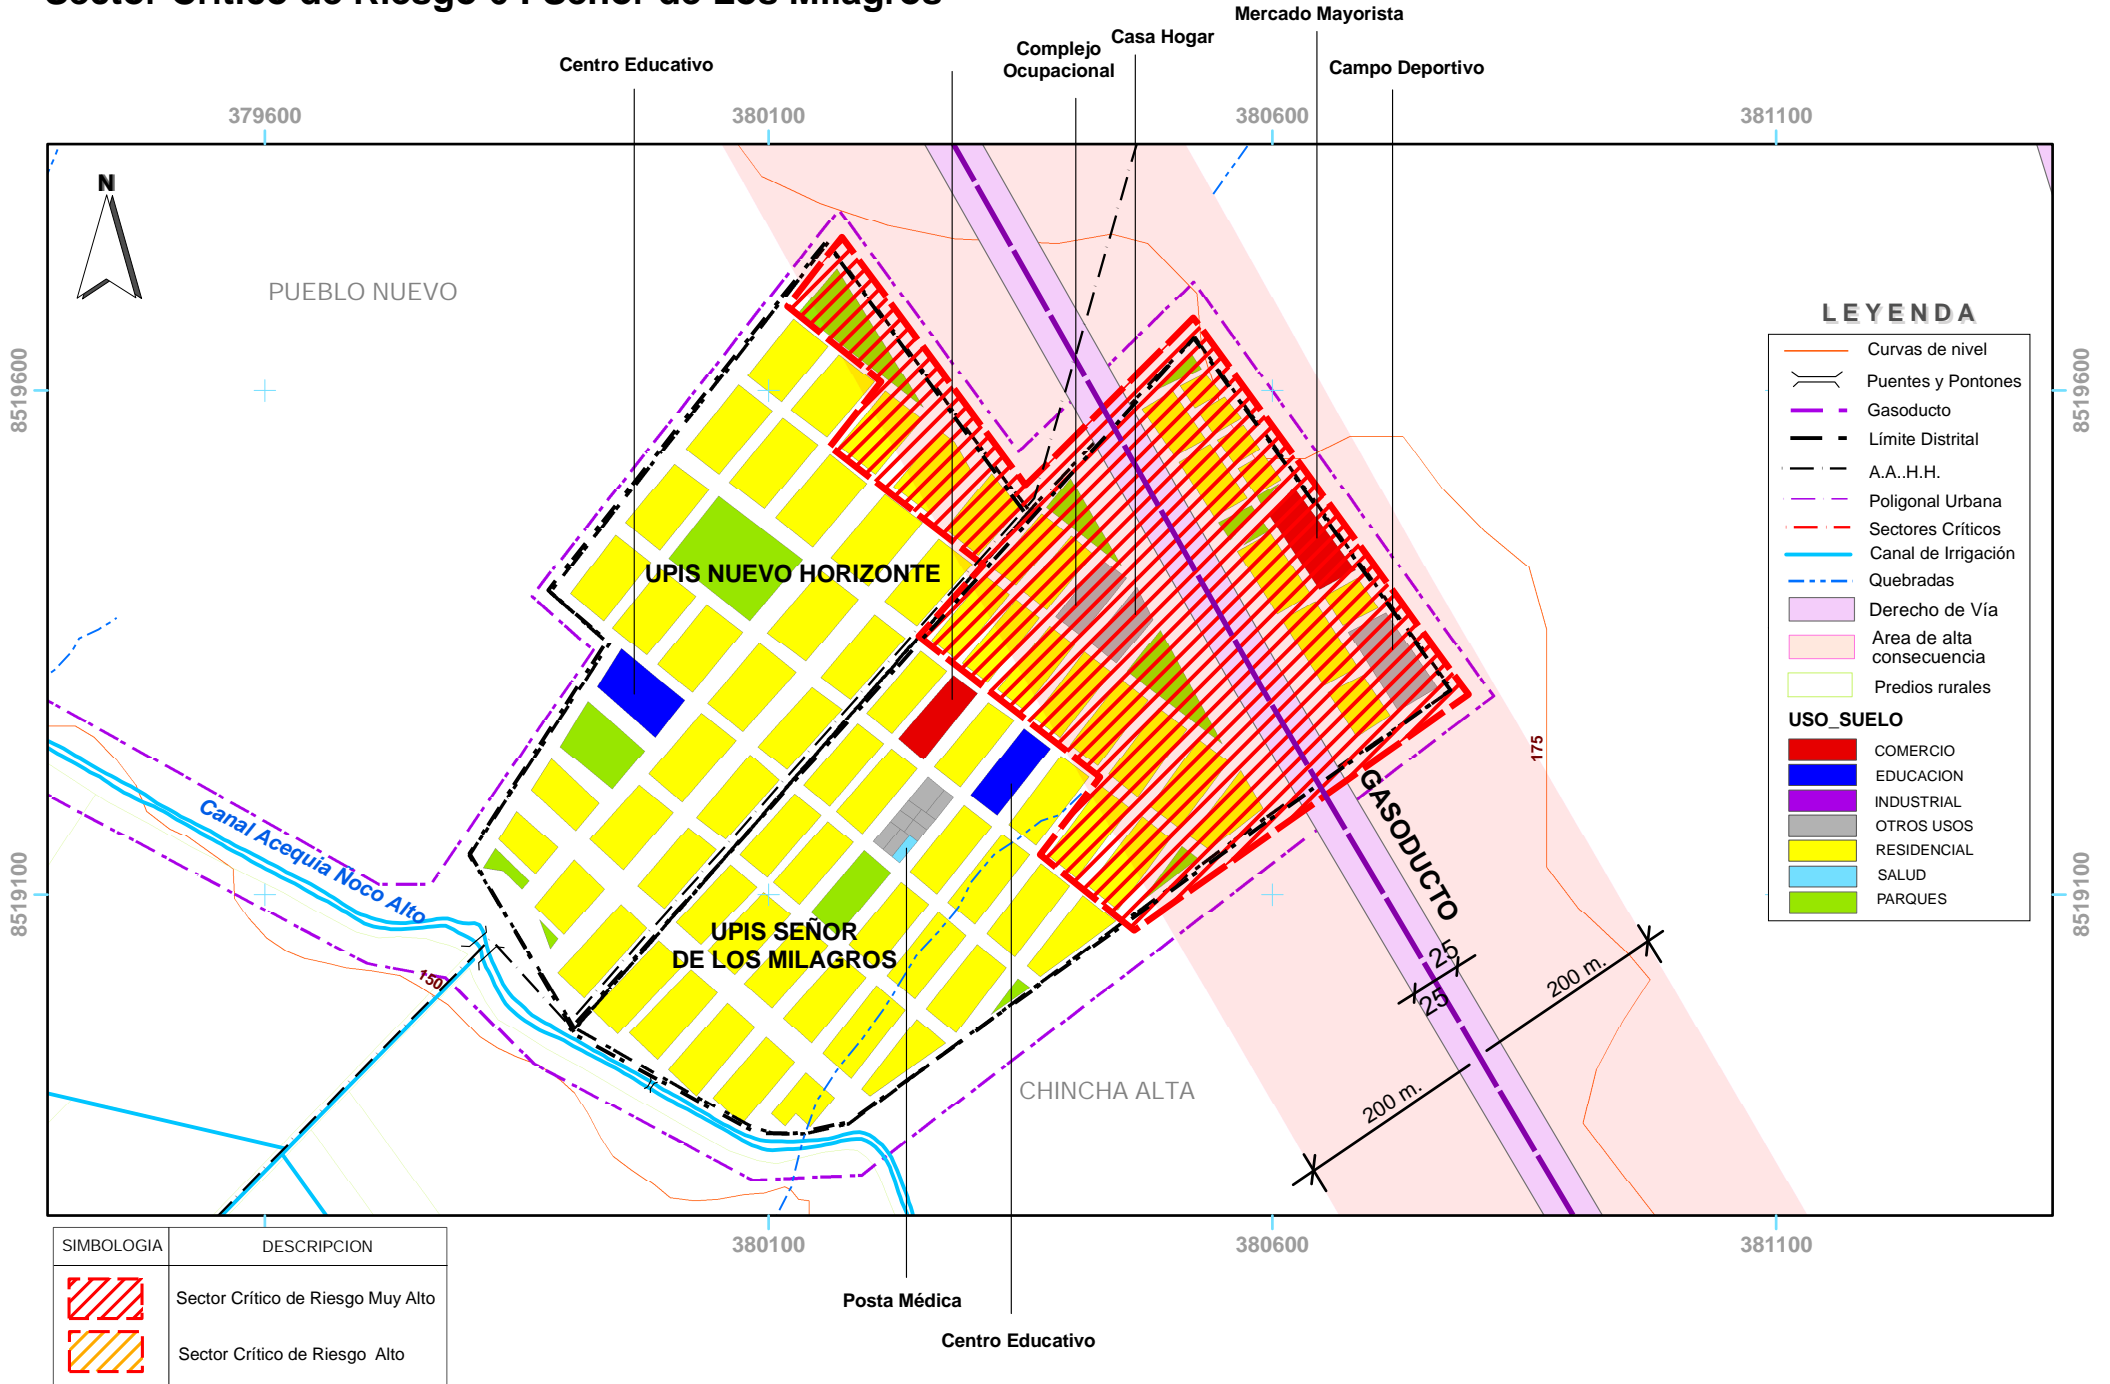 Mercado Mayorista
Casa Hogar
Complejo
Ocupacional
Centro Educativo
Campo Deportivo
379600
380100
380600
381100
N
PUEBLO NUEVO
8519600
8519600
LEYENDA
Curvas de nivel
Puentes y Pontones
Gasoducto
Límite Distrital
A.A..H.H.
Poligonal Urbana
Sectores Críticos
Canal de Irrigación
Quebradas
Derecho de Vía
Area de alta
consecuencia
Predios rurales
USO_SUELO
COMERCIO
EDUCACION
INDUSTRIAL
OTROS USOS
RESIDENCIAL
SALUD
PARQUES
UPIS NUEVO HORIZONTE
175
GASODUCTO
Canal Acequia Noco Alto
8519100
8519100
UPIS SEÑOR
DE LOS MILAGROS
150
25
25
200 m.
200 m.
CHINCHA ALTA
380100
380600
381100
SIMBOLOGIA
DESCRIPCION
Sector Crítico de Riesgo Muy Alto
Sector Crítico de Riesgo Alto
Posta Médica
Centro Educativo